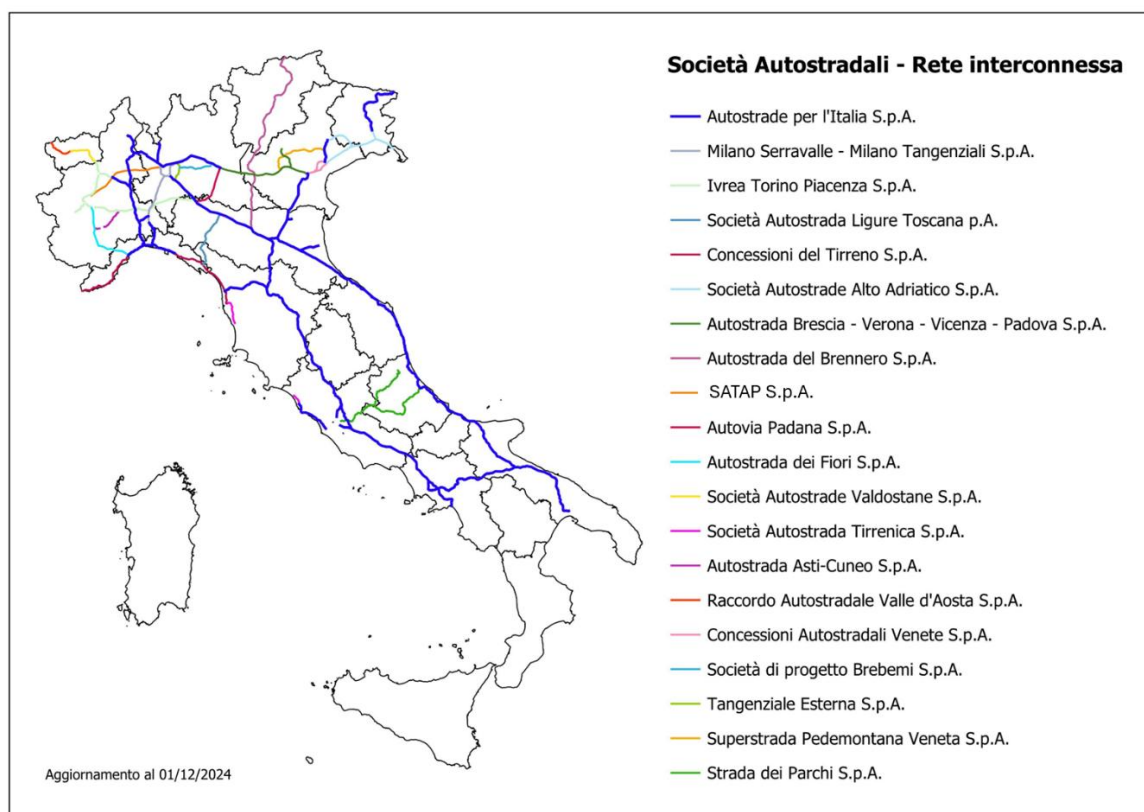 Società Autostradali - Rete interconnessa
Autostrade per l'Italia S.p.A.
Milano Serravalle - Milano Tangenziali S.p.A.
Ivrea Torino Piacenza S.p.A.
Società Autostrada Ligure Toscana p.A.
Concessioni del Tirreno S.p.A.
Società Autostrade Alto Adriatico S.p.A.
Autostrada Brescia - Verona - Vicenza - Padova S.p.A.
Autostrada del Brennero S.p.A.
SATAP S.p.A.
Autovia Padana S.p.A.
Autostrada dei Fiori S.p.A.
Società Autostrade Valdostane S.p.A.
Società Autostrada Tirrenica S.p.A.
Autostrada Asti-Cuneo S.p.A.
Raccordo Autostradale Valle d'Aosta S.p.A.
Concessioni Autostradali Venete S.p.A.
Società di progetto Brebemi S.p.A.
Tangenziale Esterna S.p.A.
Superstrada Pedemontana Veneta S.p.A.
Strada dei Parchi S.p.A.
Aggiornamento al 01/12/2024